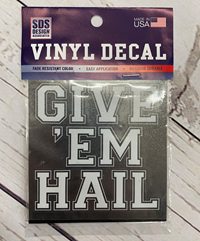 SDS
DESIGN
MADE IN
USA
VINYL DECAL
FADE RESISTANT COLOR • EASY APPLICATION •
GIVE
'EM
HAIL